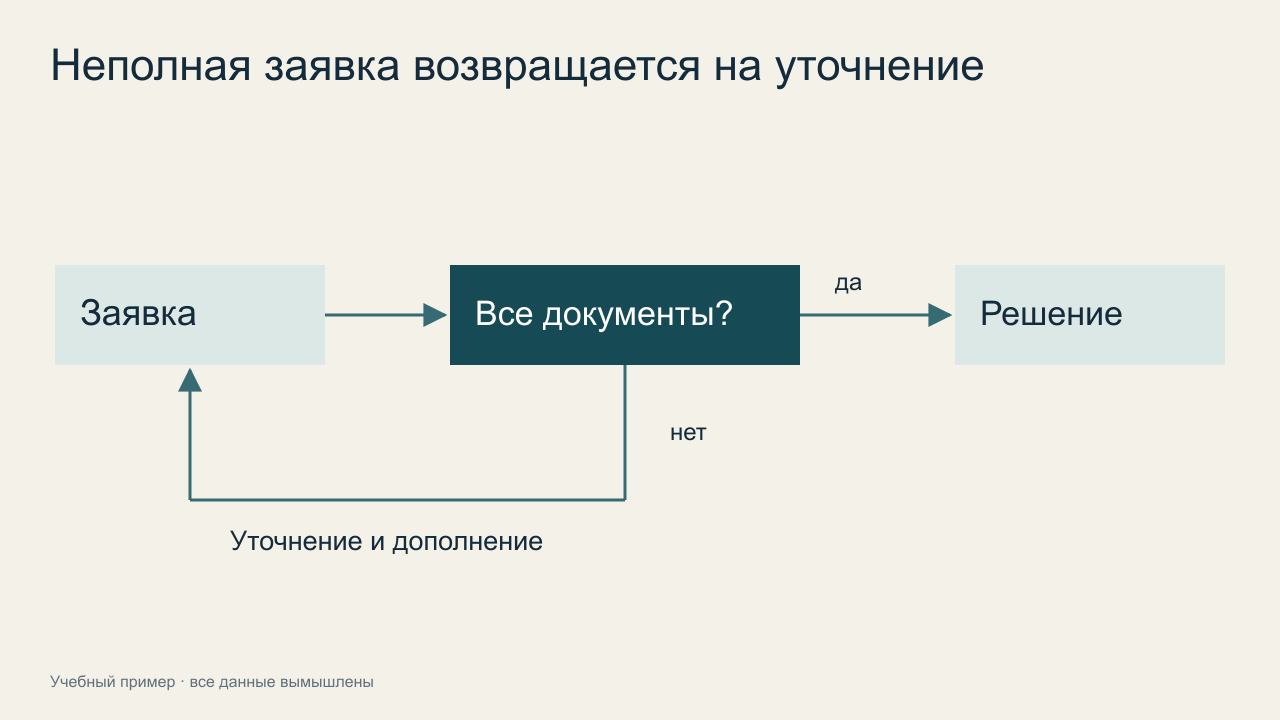 Неполная заявка возвращается на уточнение
Заявка
Все документы?
да
Решение
нет
Уточнение и дополнение
Учебный пример · все данные вымышлены